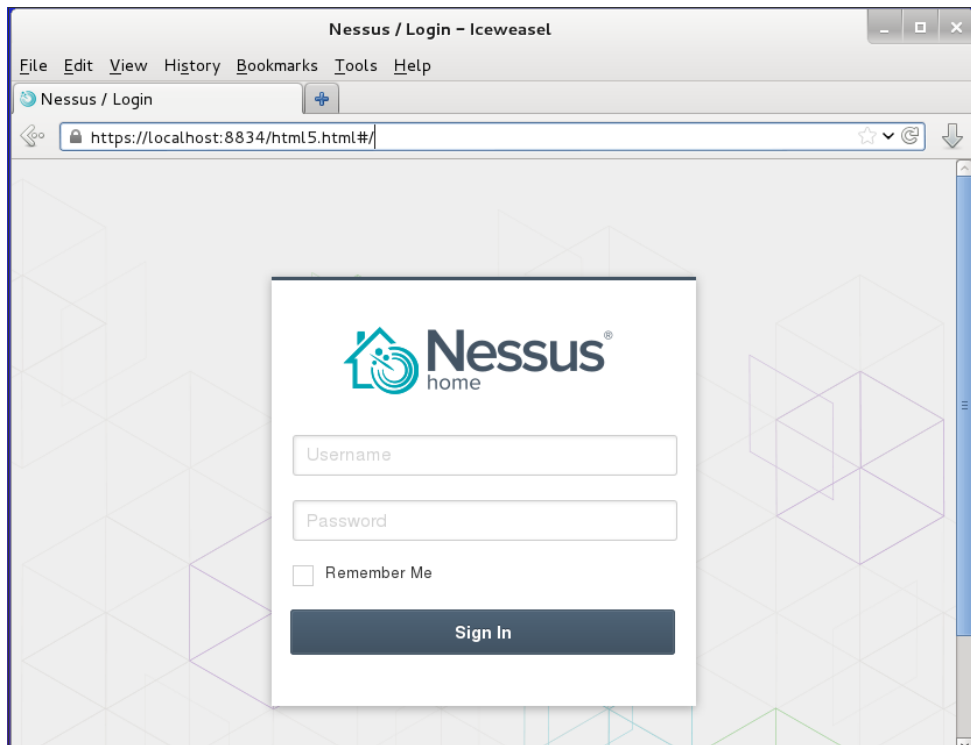 Nessus / Login - Iceweasel
File Edit View History Bookmarks Tools Help
Nessus / Login
https://localhost:8834/html5.html#/
Nessus®
home
Username
Password
Remember Me
Sign In